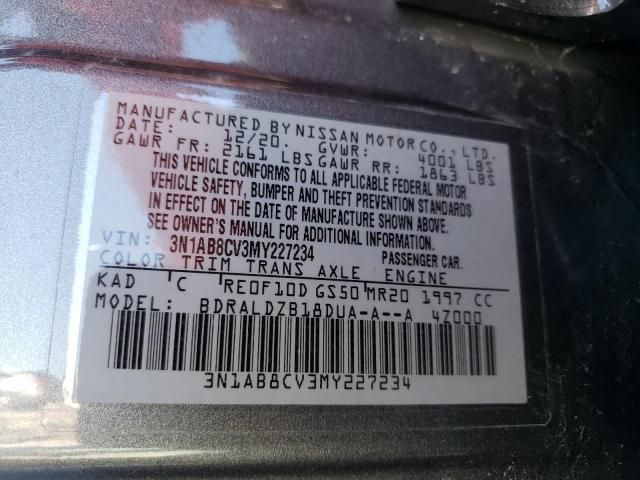 MANUFACTURED BY NISSAN MOTOR CO., LTD.
DATE: 12/20. GVWR: 4001 LBS
GAWR FR: 2161 LBS GAWR RR: 1863 LBS
THIS VEHICLE CONFORMS TO ALL APPLICABLE FEDERAL MOTOR
VEHICLE SAFETY, BUMPER AND THEFT PREVENTION STANDARDS
IN EFFECT ON THE DATE OF MANUFACTURE SHOWN ABOVE.
SEE OWNER'S MANUAL FOR ADDITIONAL INFORMATION.
VIN: 3N1AB8CV3MY227234 PASSENGER CAR.
COLOR TRIM TRANS AXLE ENGINE
KAD C RE0F10D GS50 MR20 1997 CC
MODEL: BDRALDZB18DUA-A--A 4Z000
3N1AB8CV3MY227234